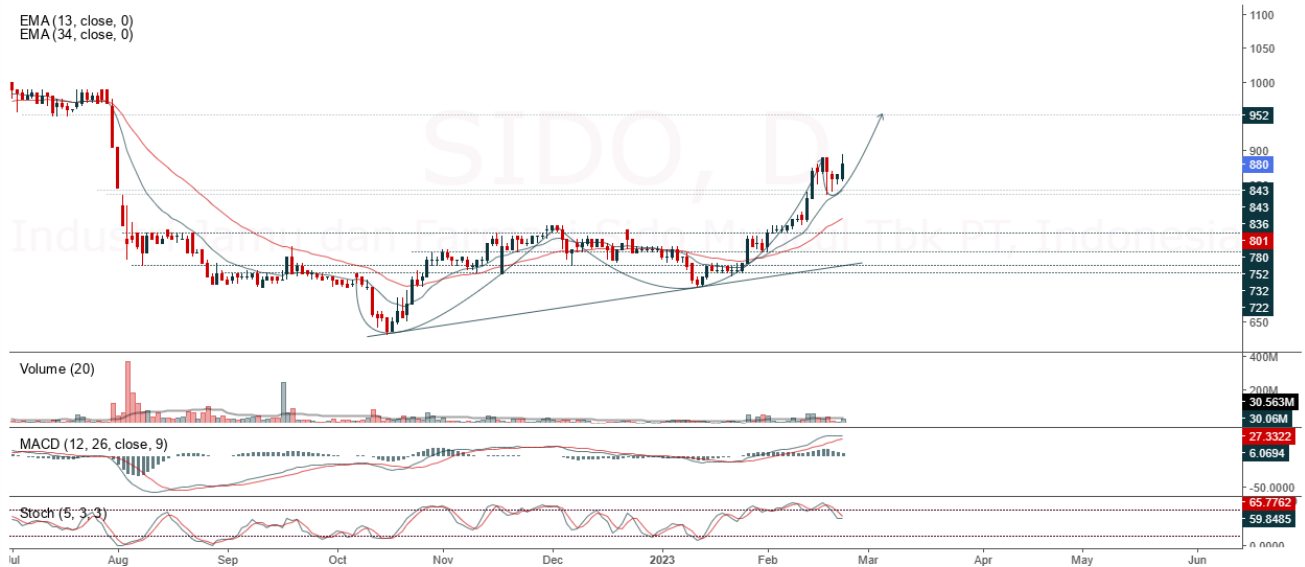 EMA (13, close, 0)
EMA (34, close, 0)
SIDO, D
1100
1050
1000
952
900
880
843
843
836
801
780
752
732
722
650
Volume (20)
400M
200M
30.563M
30.06M
MACD (12, 26, close, 9)
27.3322
6.0694
-50.0000
Stoch (5, 3, 3)
65.7762
59.8485
0.0000
Jul
Aug
Sep
Oct
Nov
Dec
2023
Feb
Mar
Apr
May
Jun